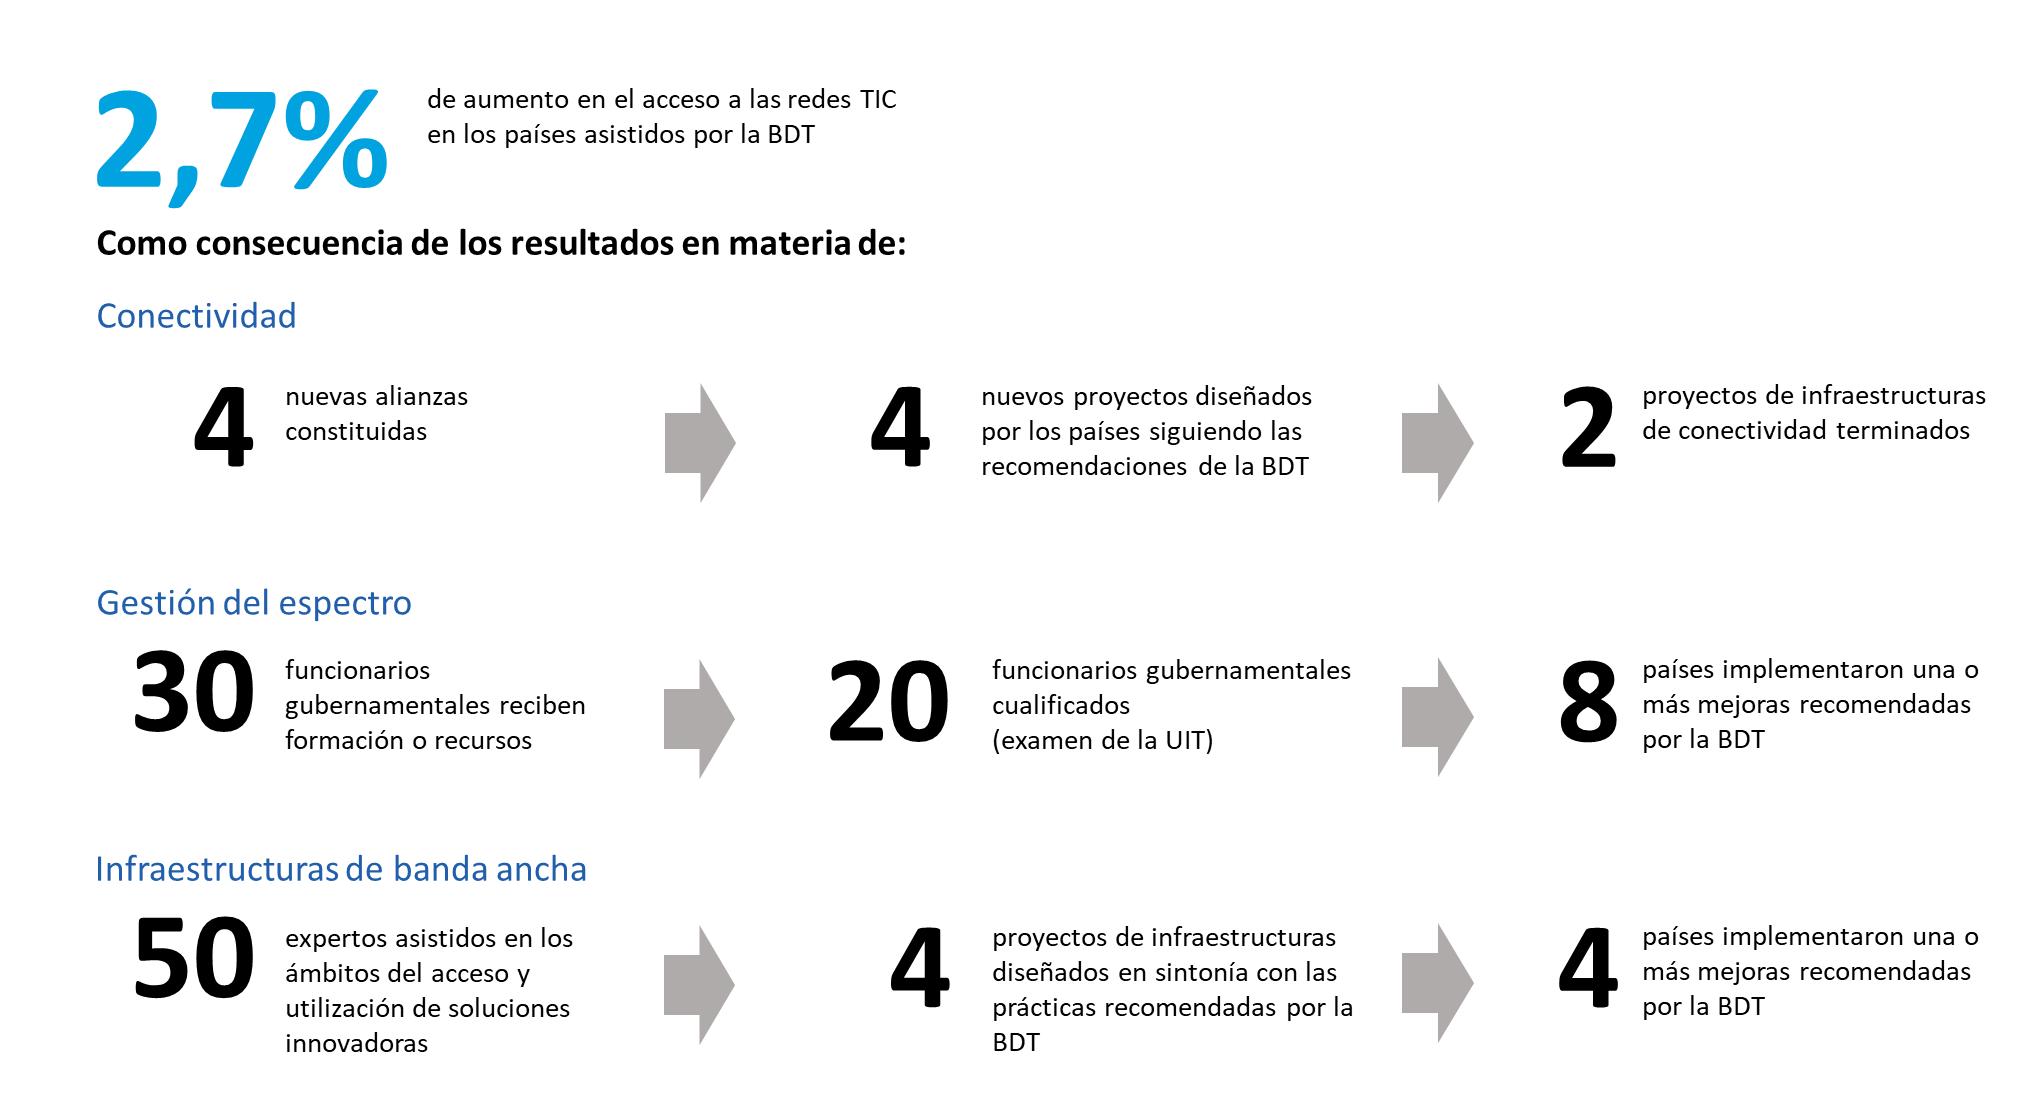 2,7%
de aumento en el acceso a las redes TIC
en los países asistidos por la BDT
Como consecuencia de los resultados en materia de:
Conectividad
4
nuevas alianzas
constituidas
4
nuevos proyectos diseñados
por los países siguiendo las
recomendaciones de la BDT
2
proyectos de infraestructuras
de conectividad terminados
Gestión del espectro
30
funcionarios
gubernamentales reciben
formación o recursos
20
funcionarios gubernamentales
cualificados
(examen de la UIT)
8
países implementaron una o
más mejoras recomendadas
por la BDT
Infraestructuras de banda ancha
50
expertos asistidos en los
ámbitos del acceso y
utilización de soluciones
innovadoras
4
proyectos de infraestructuras
diseñados en sintonía con las
prácticas recomendadas por la
BDT
4
países implementaron una o
más mejoras recomendadas
por la BDT